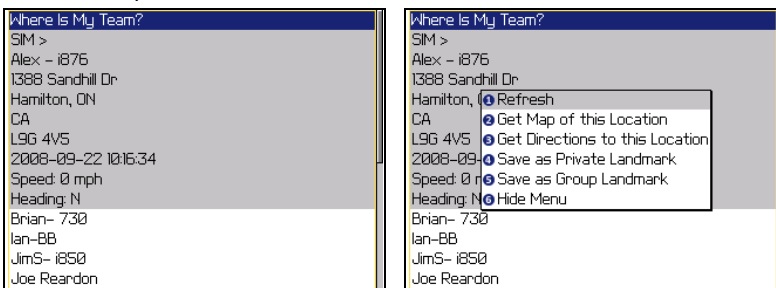 Where Is My Team?
SIM >
Alex - i876
1388 Sandhill Dr
Hamilton, ON
CA
L9G 4V5
2008-09-22 10:16:34
Speed: 0 mph
Heading: N
Brian- 730
Ian-BB
JimS- i850
Joe Reardon
Where Is My Team?
SIM >
Alex - i876
1388 Sandhill Dr
Hamilton,
1 Refresh
CA
2 Get Map of this Location
L9G 4V5
3 Get Directions to this Location
2008-09-
4 Save as Private Landmark
Speed: 0
5 Save as Group Landmark
Heading: N
6 Hide Menu
Brian- 730
Ian-BB
JimS- i850
Joe Reardon